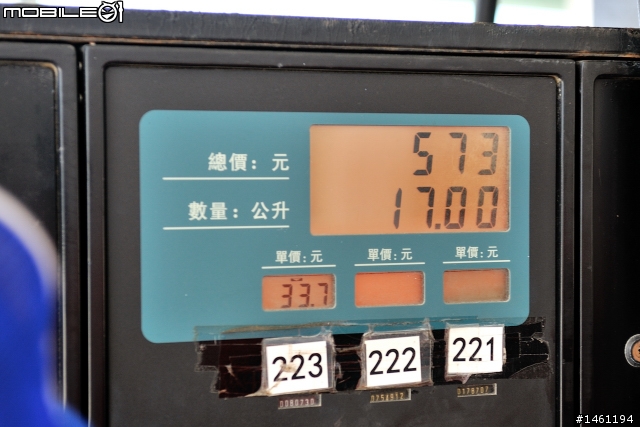 MOBILE01
總價：元 573
數量：公升 17.00
單價：元 單價：元 單價：元
33.7
223 222 221
#1461194